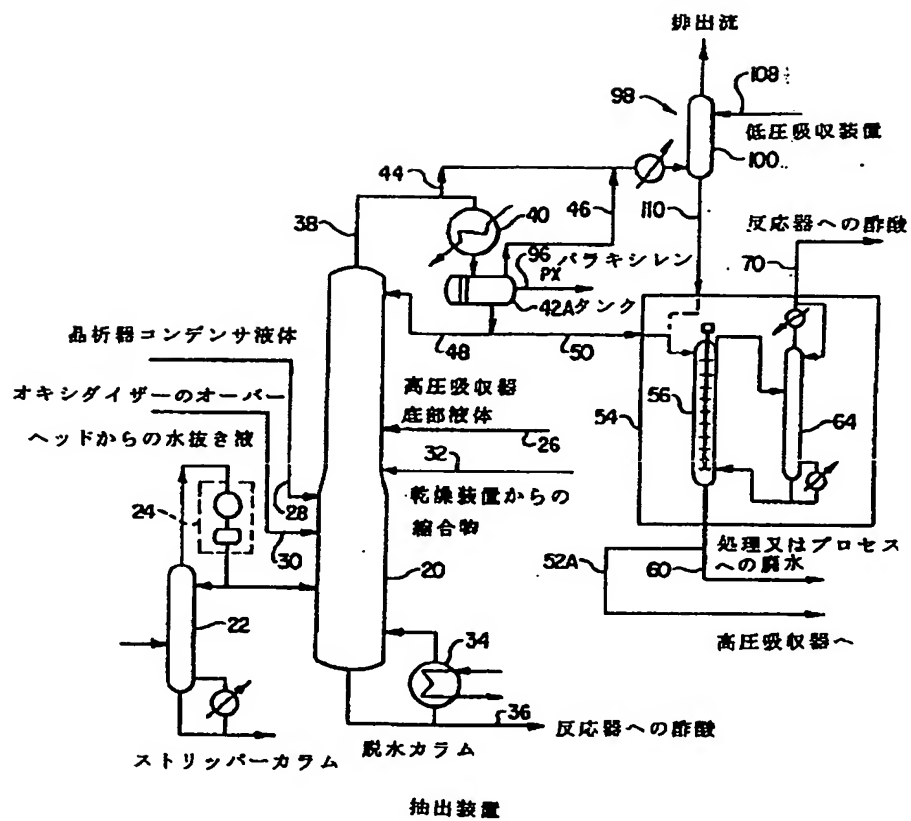 排出流
98
108
低圧吸収装置
100
44
38
40
46
110
反応器への酢酸
96
パラキシレン
PX
70
42Aタンク
晶析器コンデンサ液体
48
50
オキシダイザーのオーバー
高圧吸収器
56
底部液体
54
64
ヘッドからの水抜き液
26
32
24
28
乾燥装置からの
縮合物
30
処理又はプロセス
52A
への廃水
20
60
22
高圧吸収器へ
34
36
反応器への酢酸
ストリッパーカラム
脱水カラム
抽出装置